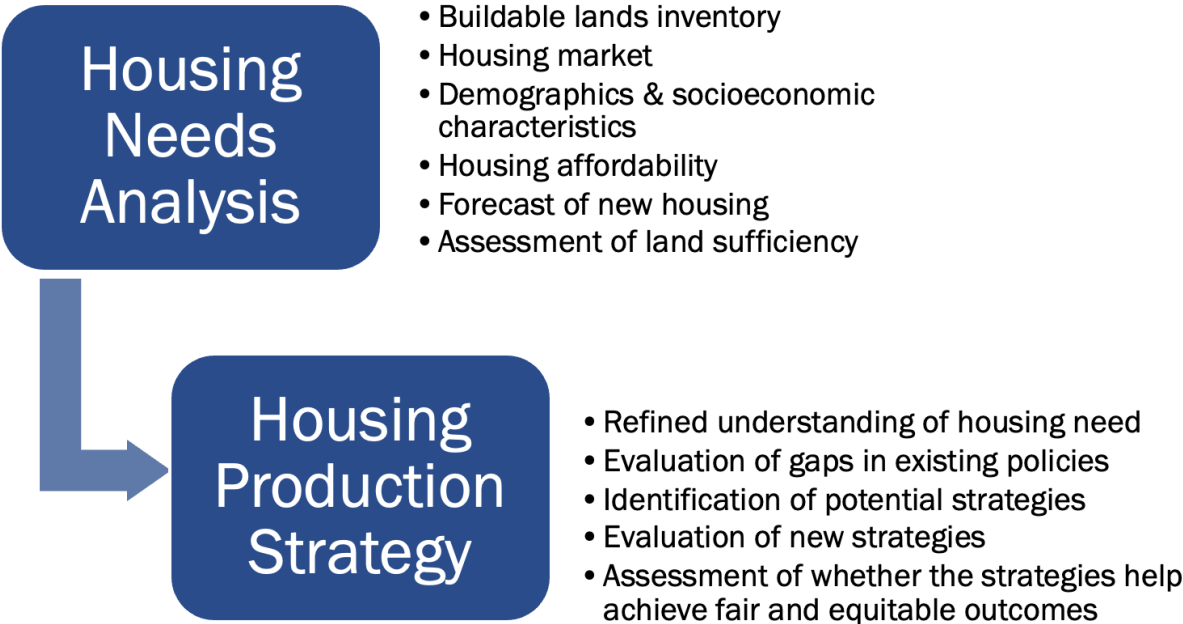 Housing
Needs
Analysis
• Buildable lands inventory
• Housing market
• Demographics & socioeconomic
characteristics
• Housing affordability
• Forecast of new housing
• Assessment of land sufficiency
Housing
Production
Strategy
• Refined understanding of housing need
• Evaluation of gaps in existing policies
• Identification of potential strategies
• Evaluation of new strategies
• Assessment of whether the strategies help
achieve fair and equitable outcomes